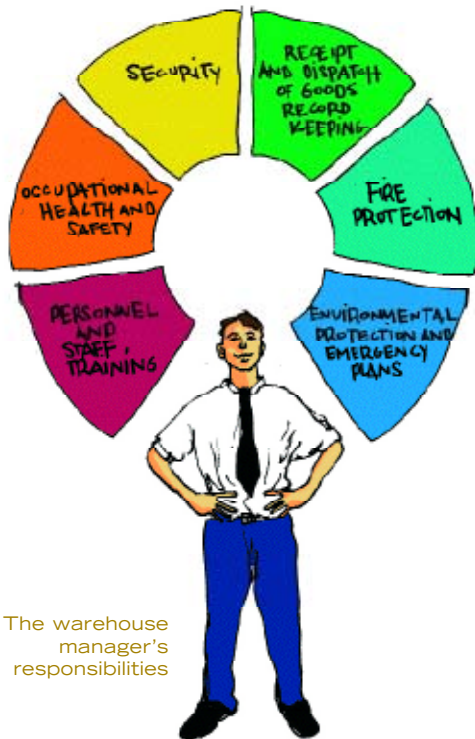 SECURITY
RECEIPT
AND DISPATCH
OF GOODS
RECORD
KEEPING
OCCUPATIONAL
HEALTH AND
SAFETY
FIRE
PROTECTION
PERSONNEL
AND
STAFF,
TRAINING
ENVIRONMENTAL
PROTECTION AND
EMERGENCY
PLANS
The warehouse
manager's
responsibilities